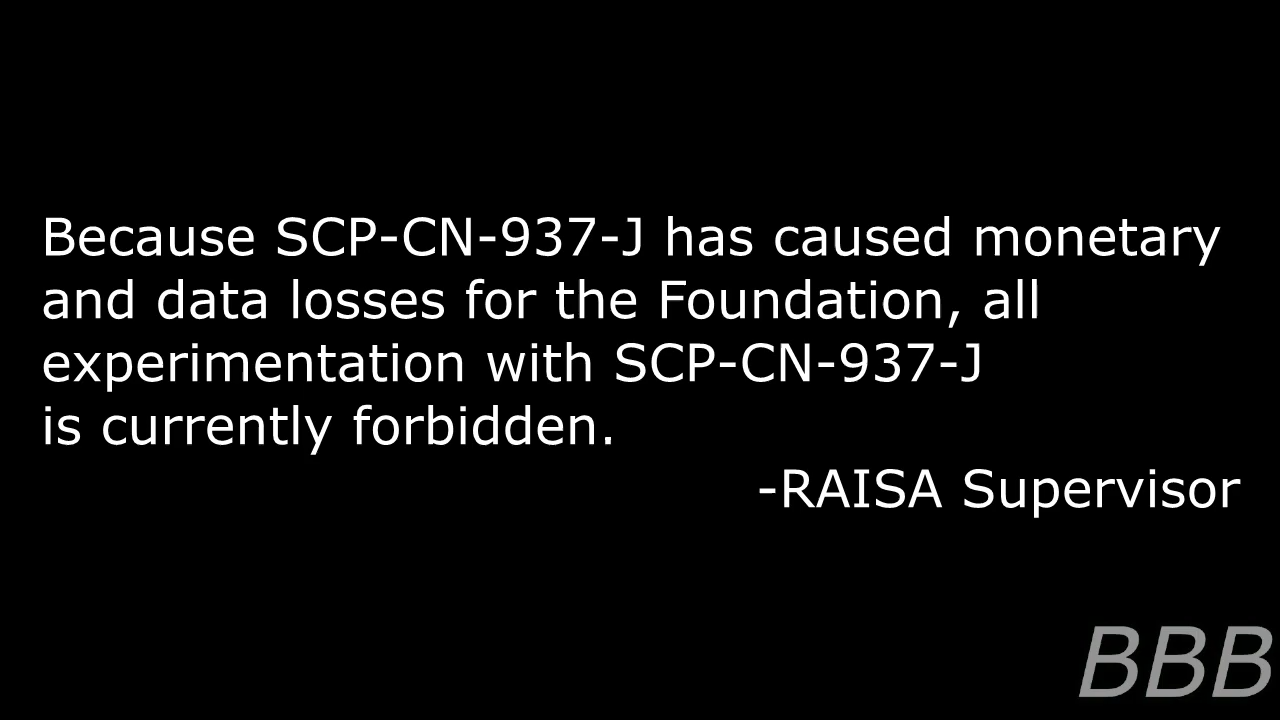 Because SCP-CN-937-J has caused monetary
and data losses for the Foundation, all
experimentation with SCP-CN-937-J
is currently forbidden.
-RAISA Supervisor
BBB